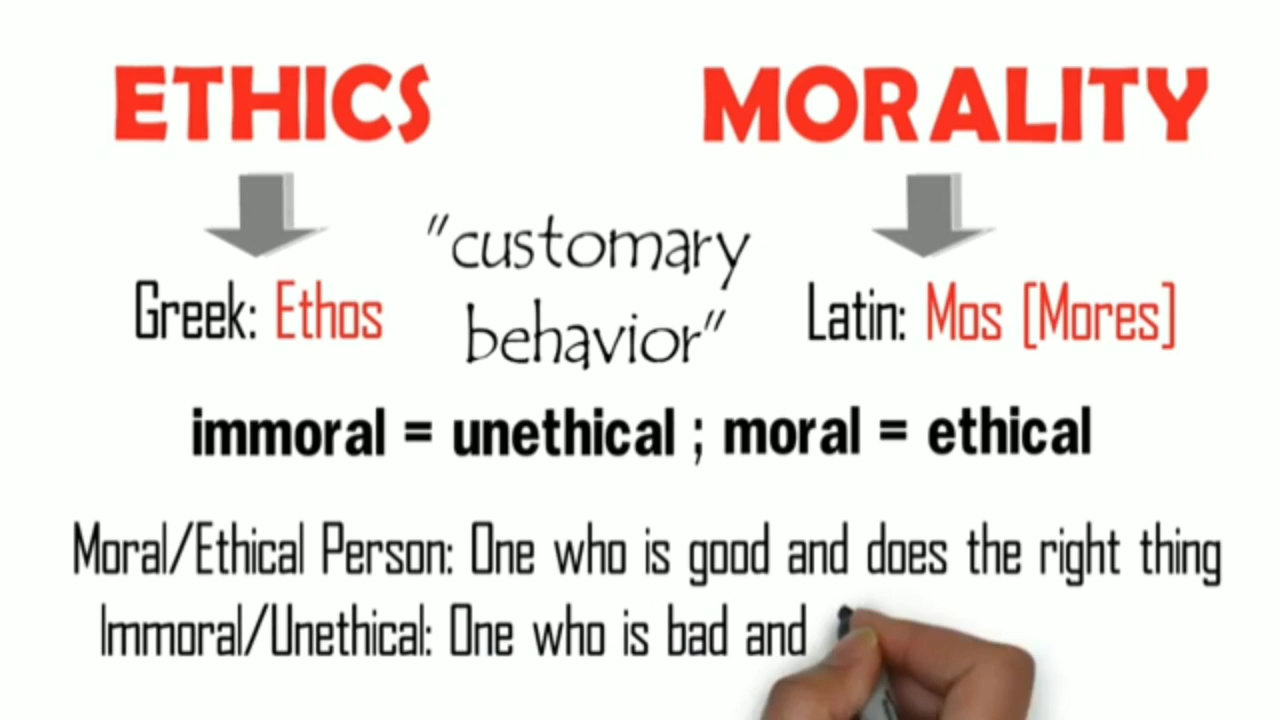 ETHICS
MORALITY
"customary
behavior"
Greek: Ethos
Latin: Mos [Mores]
immoral = unethical ; moral = ethical
Moral/Ethical Person: One who is good and does the right thing
Immoral/Unethical: One who is bad and